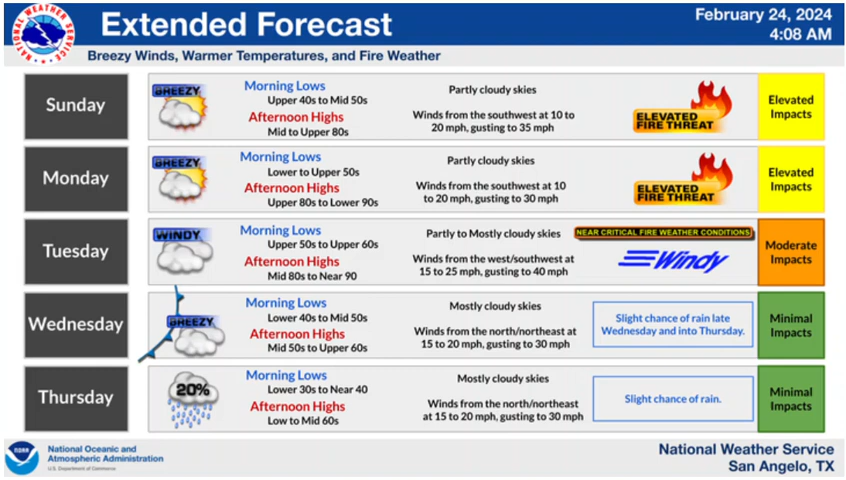 NATIONAL WEATHER SERVICE
Extended Forecast
February 24, 2024
4:08 AM
Breezy Winds, Warmer Temperatures, and Fire Weather
Sunday
BREEZY
Morning Lows
Upper 40s to Mid 50s
Afternoon Highs
Mid to Upper 80s
Partly cloudy skies
Winds from the southwest at 10 to
20 mph, gusting to 35 mph
ELEVATED
FIRE THREAT
Elevated
Impacts
Monday
BREEZY
Morning Lows
Lower to Upper 50s
Afternoon Highs
Upper 80s to Lower 90s
Partly cloudy skies
Winds from the southwest at 10
to 20 mph, gusting to 30 mph
ELEVATED
FIRE THREAT
Elevated
Impacts
Tuesday
WINDY
Morning Lows
Upper 50s to Upper 60s
Afternoon Highs
Mid 80s to Near 90
Partly to Mostly cloudy skies
Winds from the west/southwest at
15 to 25 mph, gusting to 40 mph
NEAR CRITICAL FIRE WEATHER CONDITIONS
Windy
Moderate
Impacts
Wednesday
BREEZY
Morning Lows
Lower 40s to Mid 50s
Afternoon Highs
Mid 50s to Upper 60s
Mostly cloudy skies
Winds from the north/northeast at
15 to 20 mph, gusting to 30 mph
Slight chance of rain late
Wednesday and into Thursday.
Minimal
Impacts
Thursday
20%
Morning Lows
Lower 30s to Near 40
Afternoon Highs
Low to Mid 60s
Mostly cloudy skies
Winds from the north/northeast
at 15 to 20 mph, gusting to 30 mph
Slight chance of rain.
Minimal
Impacts
NOAA
National Oceanic and
Atmospheric Administration
U.S. Department of Commerce
National Weather Service
San Angelo, TX